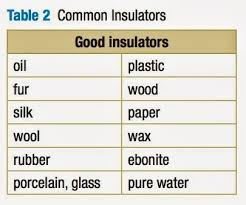 Table 2 Common Insulators
Good insulators
oil plastic
fur wood
silk paper
wool wax
rubber ebonite
porcelain, glass pure water